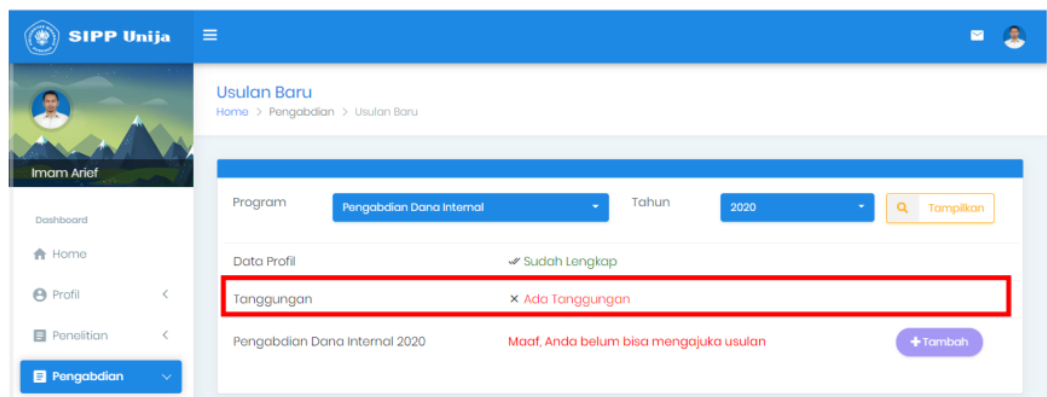 SIPP Unija
Usulan Baru
Home > Pengabdian > Usulan Baru
Imam Arief
Dashboard
Home
Profil
Penelitian
Pengabdian
Program
Pengabdian Dana Internal
Tahun
2020
Tampilkan
Data Profil
Sudah Lengkap
Tanggungan
× Ada Tanggungan
Pengabdian Dana Internal 2020
Maaf, Anda belum bisa mengajuka usulan
+Tambah